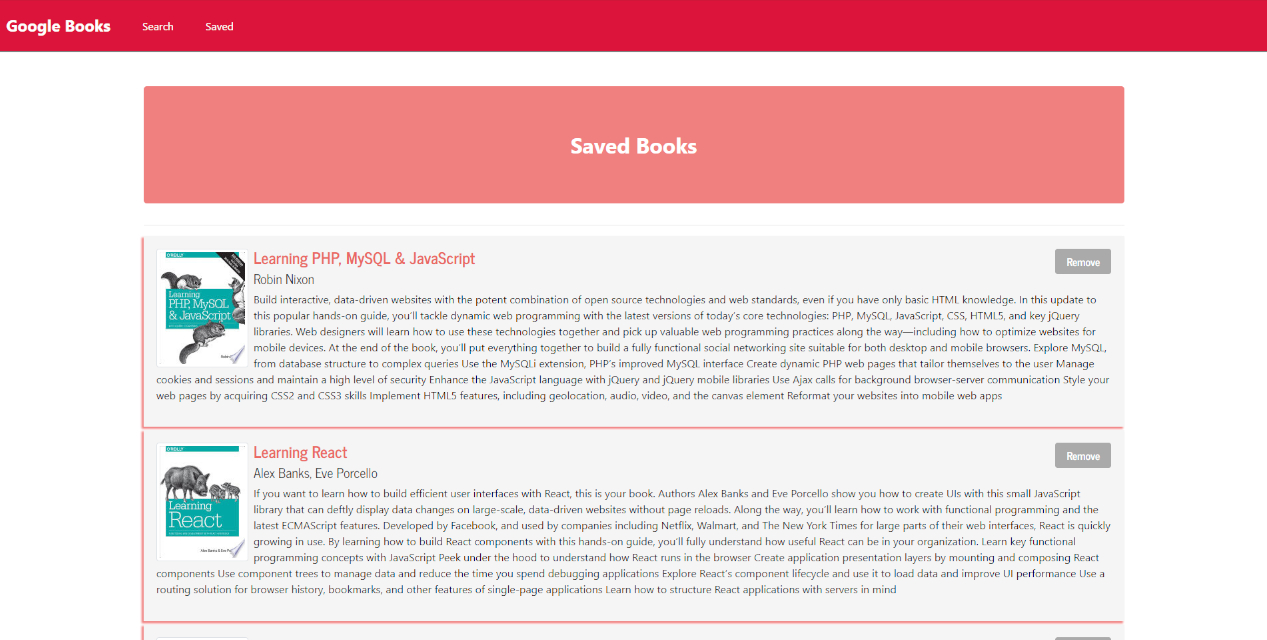 Google Books Search Saved
Saved Books
O'REILLY
Learning
PHP, MySQL
& JavaScript
Learning PHP, MySQL & JavaScript
Remove
Robin Nixon
Build interactive, data-driven websites with the potent combination of open source technologies and web standards, even if you have only basic HTML knowledge. In this update to
this popular hands-on guide, you'll tackle dynamic web programming with the latest versions of today's core technologies: PHP, MySQL, JavaScript, CSS, HTML5, and key jQuery
libraries. Web designers will learn how to use these technologies together and pick up valuable web programming practices along the way—including how to optimize websites for
mobile devices. At the end of the book, you'll put everything together to build a fully functional social networking site suitable for both desktop and mobile browsers. Explore MySQL,
from database structure to complex queries Use the MySQLi extension, PHP's improved MySQL interface Create dynamic PHP web pages that tailor themselves to the user Manage
cookies and sessions and maintain a high level of security Enhance the JavaScript language with jQuery and jQuery mobile libraries Use Ajax calls for background browser-server communication Style your
web pages by acquiring CSS2 and CSS3 skills Implement HTML5 features, including geolocation, audio, video, and the canvas element Reformat your websites into mobile web apps
O'REILLY
Learning
React
Alex Banks & Eve
Learning React
Remove
Alex Banks, Eve Porcello
If you want to learn how to build efficient user interfaces with React, this is your book. Authors Alex Banks and Eve Porcello show you how to create UIs with this small JavaScript
library that can deftly display data changes on large-scale, data-driven websites without page reloads. Along the way, you'll learn how to work with functional programming and the
latest ECMAScript features. Developed by Facebook, and used by companies including Netflix, Walmart, and The New York Times for large parts of their web interfaces, React is quickly
growing in use. By learning how to build React components with this hands-on guide, you'll fully understand how useful React can be in your organization. Learn key functional
programming concepts with JavaScript Peek under the hood to understand how React runs in the browser Create application presentation layers by mounting and composing React
components Use component trees to manage data and reduce the time you spend debugging applications Explore React's component lifecycle and use it to load data and improve UI performance Use a
routing solution for browser history, bookmarks, and other features of single-page applications Learn how to structure React applications with servers in mind